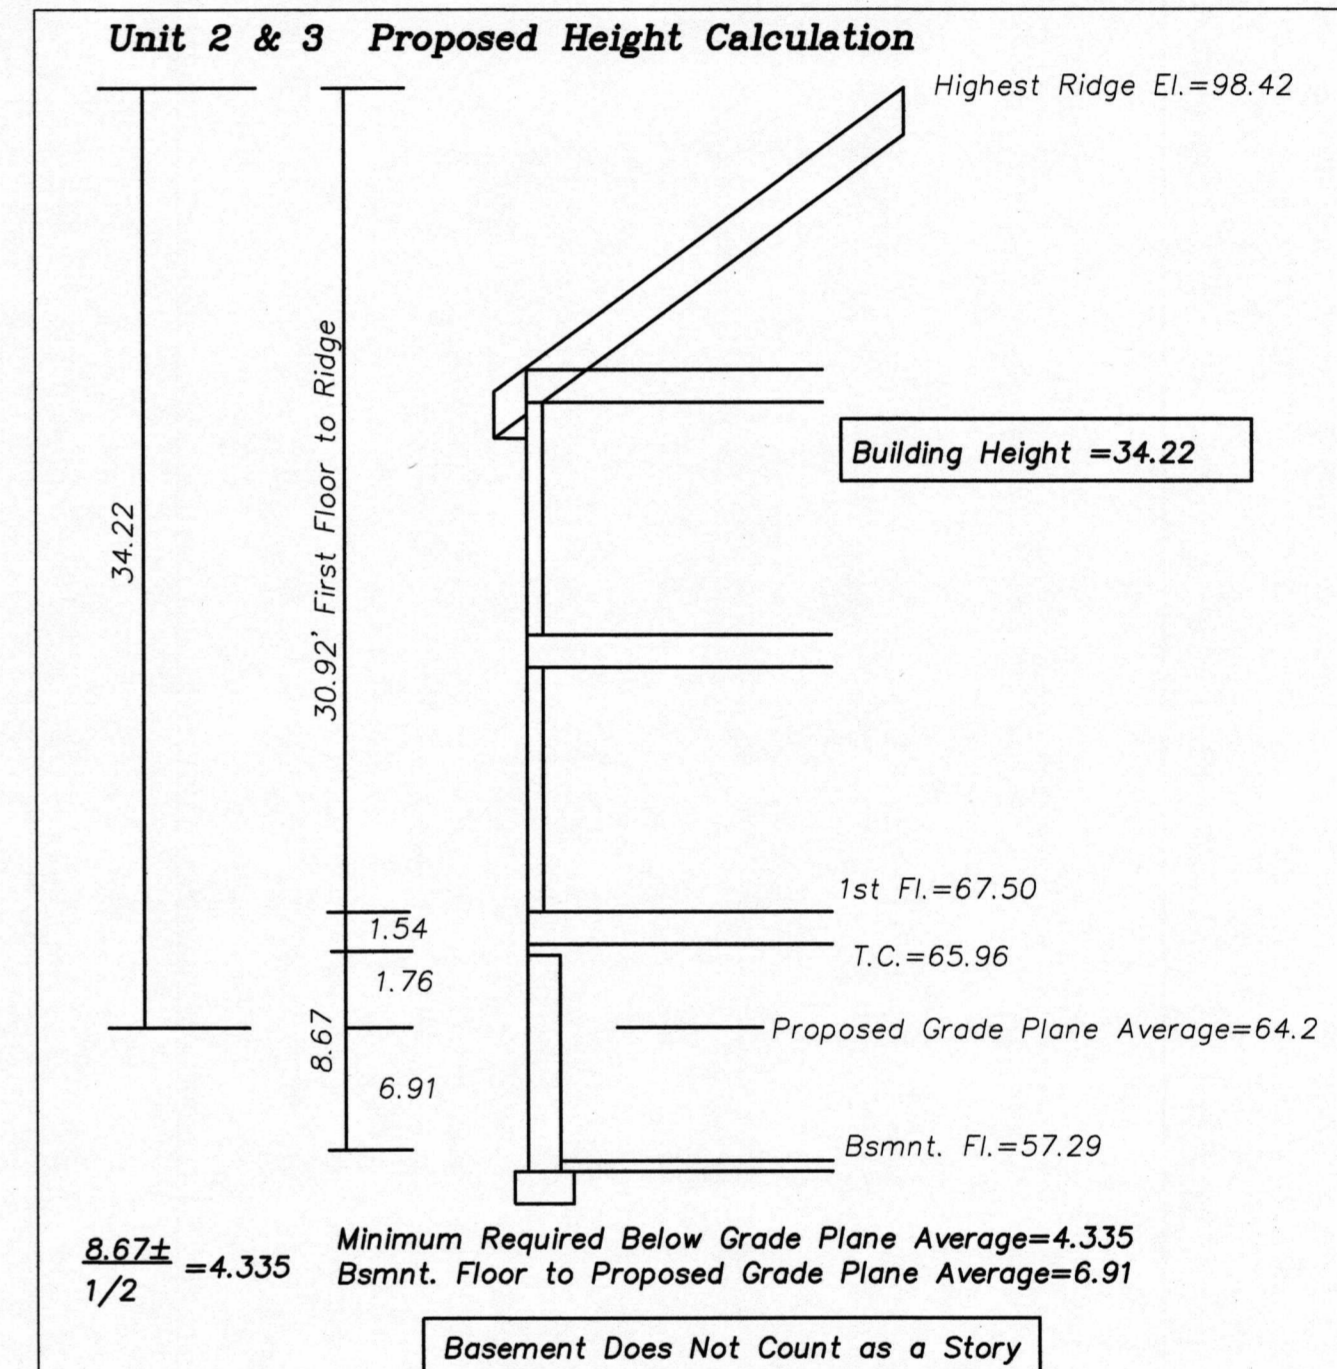 Unit 2 & 3 Proposed Height Calculation
Highest Ridge El.=98.42
34.22
30.92' First Floor to Ridge
Building Height =34.22
1st Fl.=67.50
1.54
T.C.=65.96
1.76
Proposed Grade Plane Average=64.2
8.67
6.91
Bsmnt. Fl.=57.29
8.67±
1/2
=4.335
Minimum Required Below Grade Plane Average=4.335
Bsmnt. Floor to Proposed Grade Plane Average=6.91
Basement Does Not Count as a Story